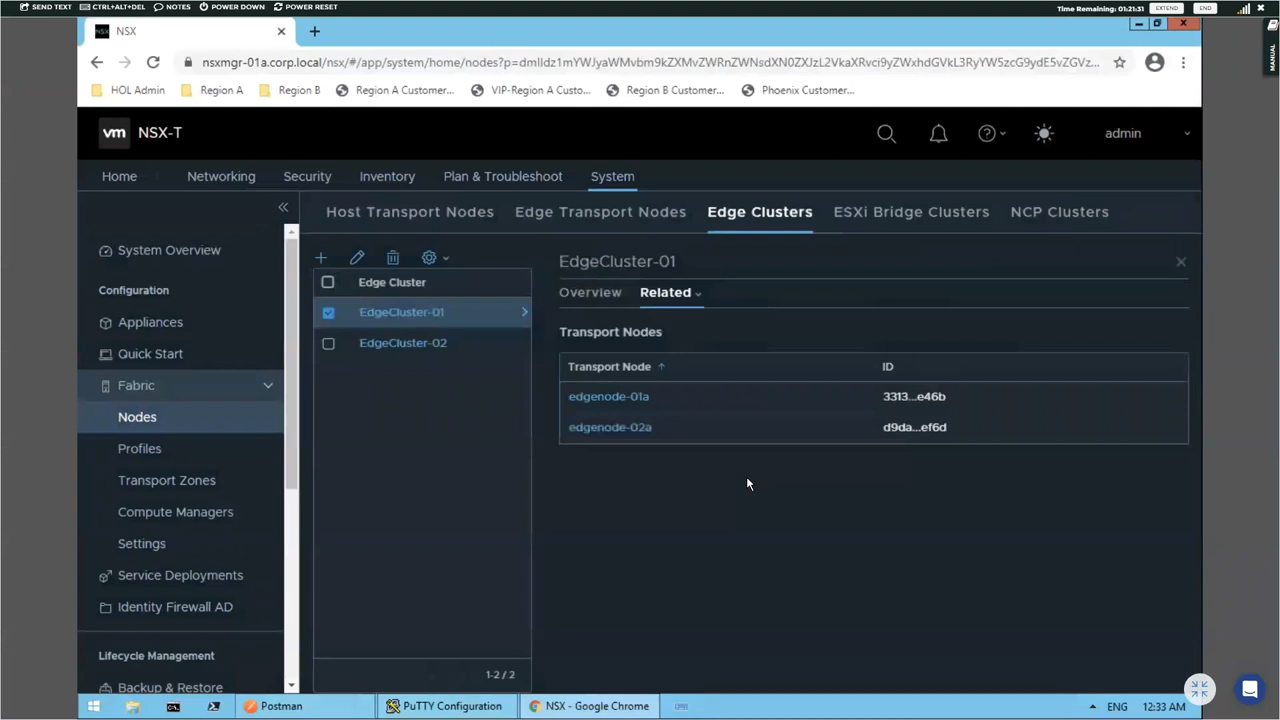 SEND TEXT CTRL+ALT+DEL NOTES POWER DOWN POWER RESET Time Remaining: 01:21:31 EXTEND END
MANUAL
NSX NSX
nsxmgr-01a.corp.local/nsx/#/app/system/home/nodes?p=
HOL Admin Region A Region B Region A Customer... VIP-Region A Custo... Region B Customer... Phoenix Customer...
vm NSX-T admin
Home Networking Security Inventory Plan & Troubleshoot System
Host Transport Nodes Edge Transport Nodes Edge Clusters ESXi Bridge Clusters NCP Clusters
System Overview
Configuration
Appliances
Quick Start
Fabric
Nodes
Profiles
Transport Zones
Compute Managers
Settings
Service Deployments
Identity Firewall AD
Lifecycle Management
Backup & Restore
Edge Cluster
EdgeCluster-01
EdgeCluster-02
1-2 / 2
EdgeCluster-01
Overview Related
Transport Nodes
Transport Node ID
edgenode-01a 3313...e46b
edgenode-02a d9da...ef6d
Postman PuTTY Configuration NSX - Google Chrome ENG 12:33 AM